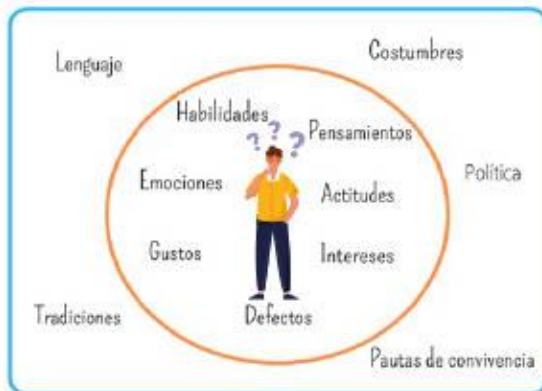 Costumbres
Lenguaje
Habilidades
? ? ?
Pensamientos
Política
Emociones
Actitudes
Gustos
Intereses
Tradiciones
Defectos
Pautas de convivencia